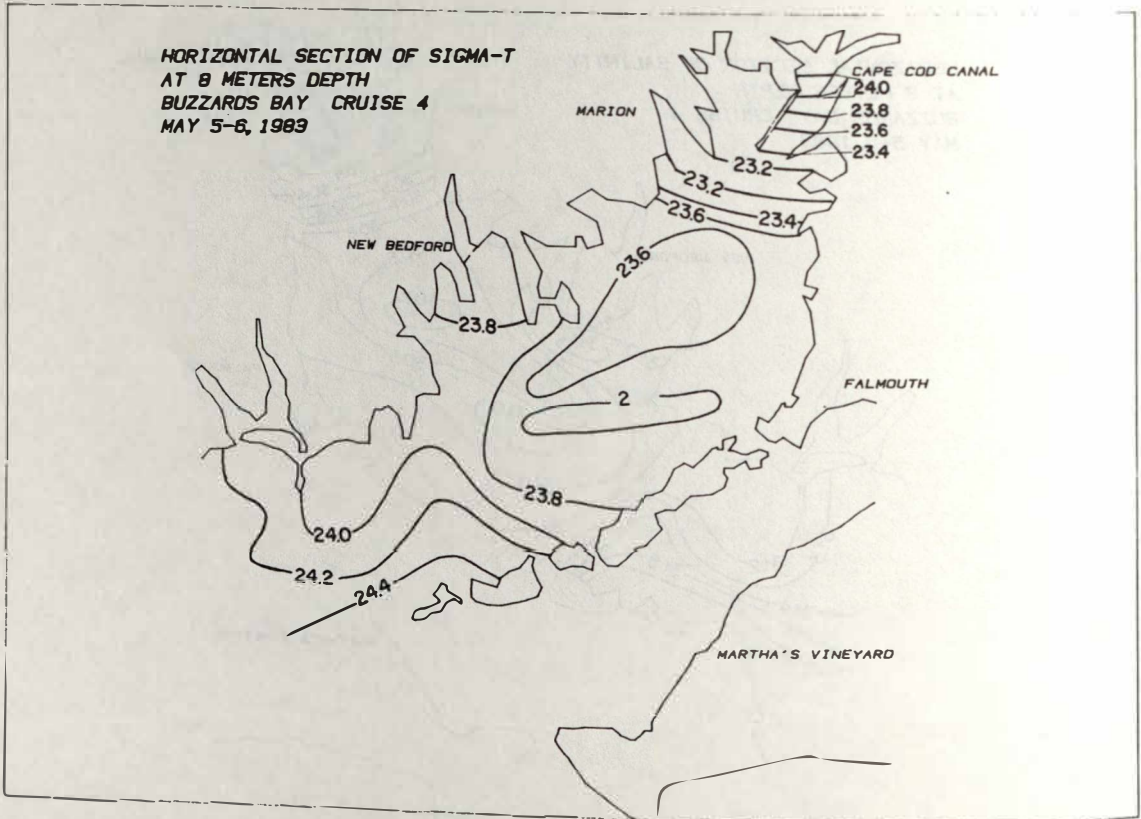 HORIZONTAL SECTION OF SIGMA-T
AT 8 METERS DEPTH
BUZZARDS BAY CRUISE 4
MAY 5-6, 1983
CAPE COD CANAL
24.0
MARION
23.8
23.6
23.4
23.2
23.2
23.6
23.4
NEW BEDFORD
23.6
23.8
FALMOUTH
2
23.8
24.0
24.2
24.4
MARTHA'S VINEYARD